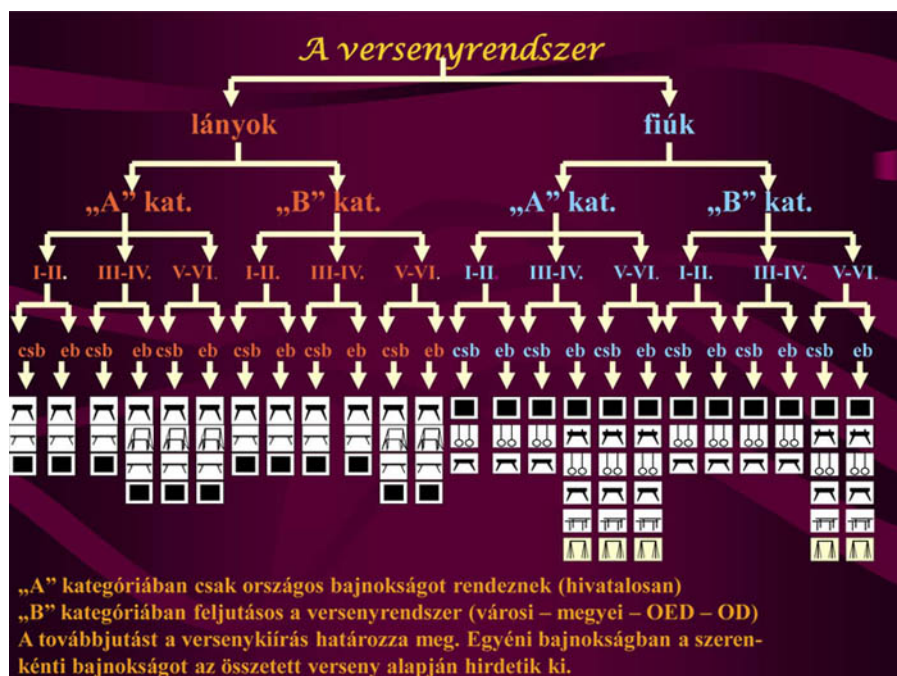 A versenyrendszer
lányok fiúk
„A” kat. „B” kat. „A” kat. „B” kat.
I-II. III-IV. V-VI. I-II. III-IV. V-VI. I-II III-IV. V-VI. I-II. III-IV. V-VI.
csb eb csb eb csb eb csb eb csb eb csb eb csb eb csb eb csb eb csb eb csb eb csb eb
„A” kategóriában csak országos bajnokságot rendeznek (hivatalosan)
„B” kategóriában feljutásos a versenyrendszer (városi – megyei – OED – OD)
A továbbjutást a versenykiírás határozza meg. Egyéni bajnokságban a szeren-
kénti bajnokságot az összetett verseny alapján hirdetik ki.